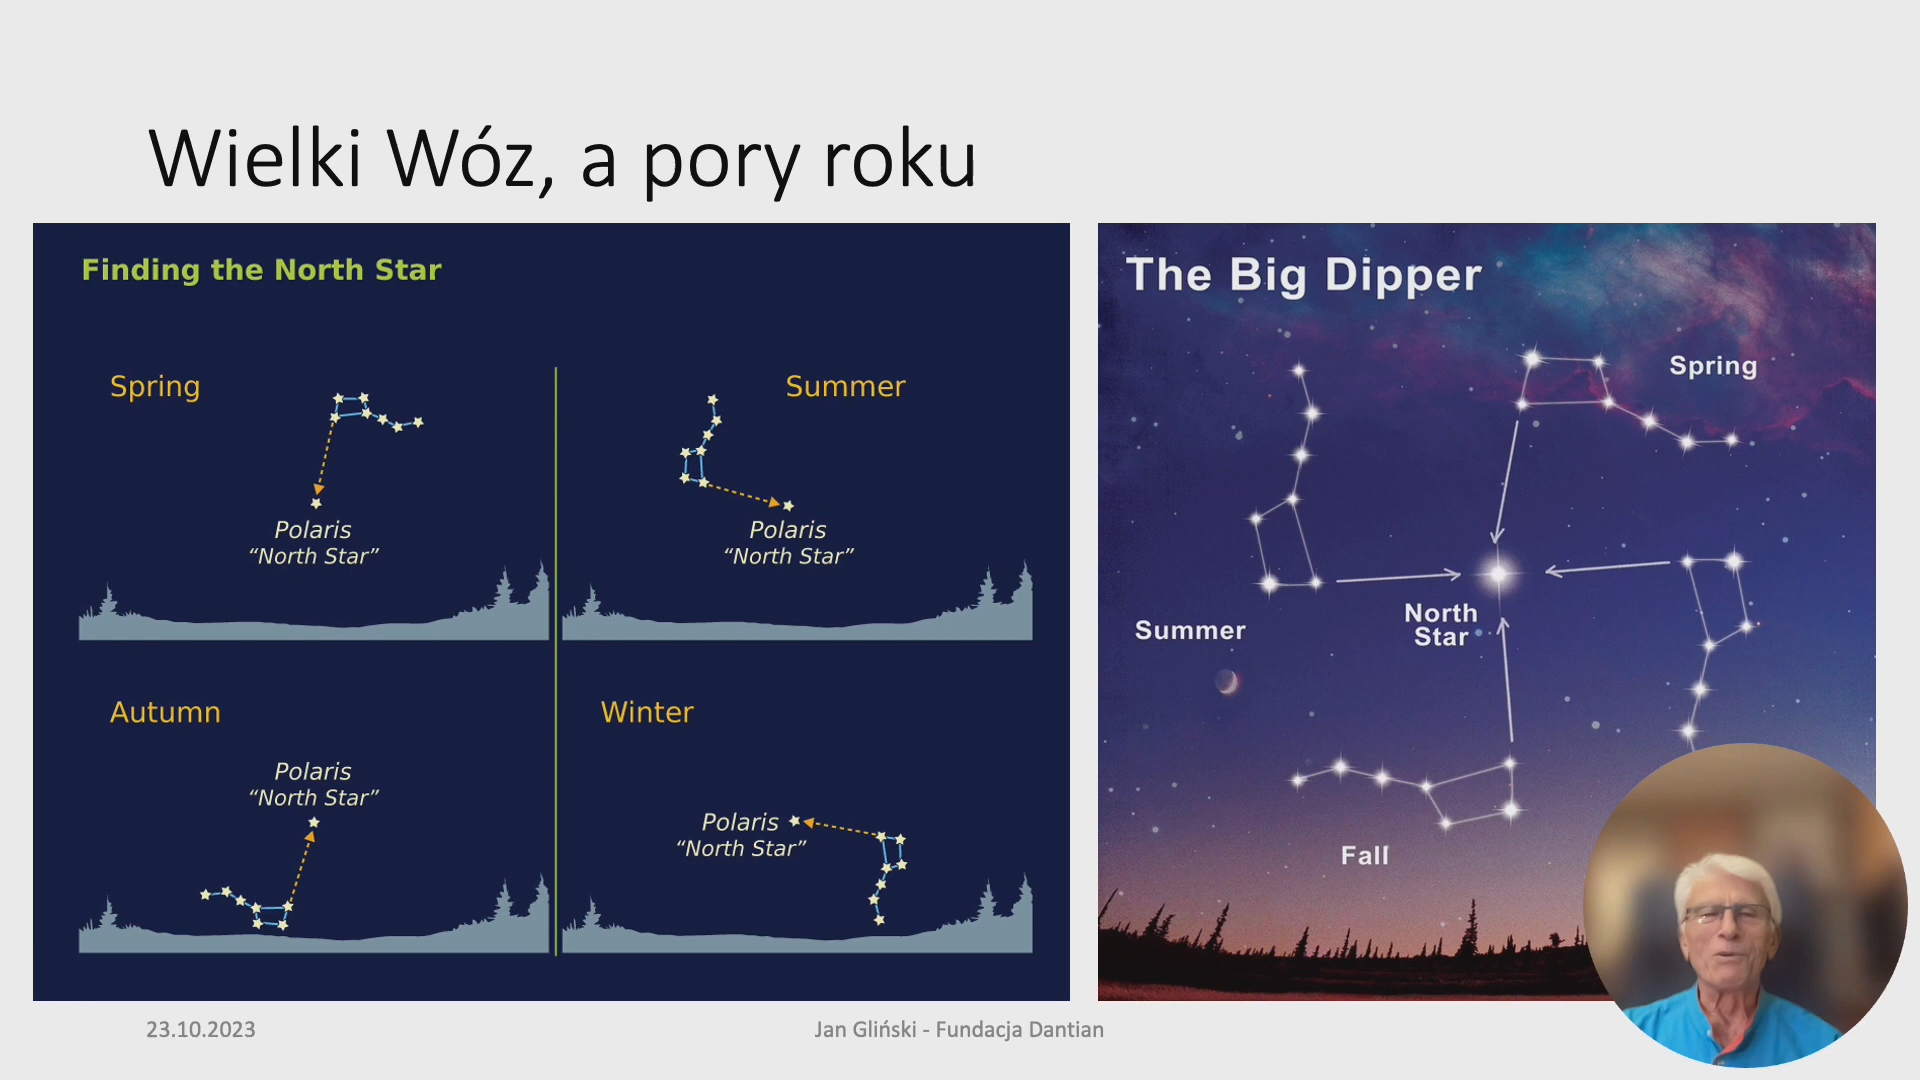 Wielki Wóz, a pory roku
Finding the North Star
Spring
Polaris
“North Star”
Summer
Polaris
“North Star”
Autumn
Polaris
“North Star”
Winter
Polaris
“North Star”
The Big Dipper
Spring
Summer
North
Star
Fall
23.10.2023
Jan Gliński - Fundacja Dantian